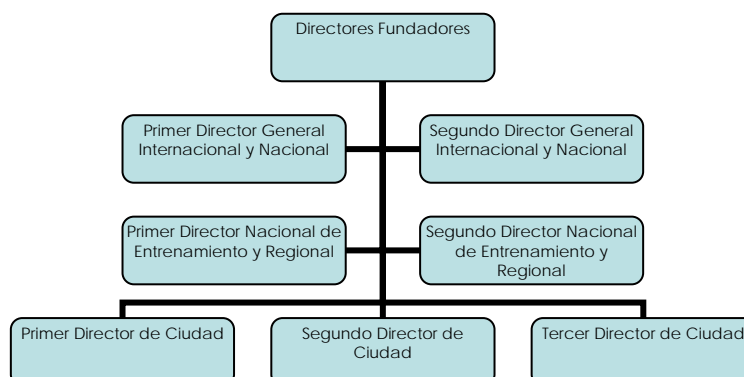 Directores Fundadores
Primer Director General
Internacional y Nacional
Segundo Director General
Internacional y Nacional
Primer Director Nacional de
Entrenamiento y Regional
Segundo Director Nacional
de Entrenamiento y
Regional
Primer Director de Ciudad
Segundo Director de
Ciudad
Tercer Director de Ciudad